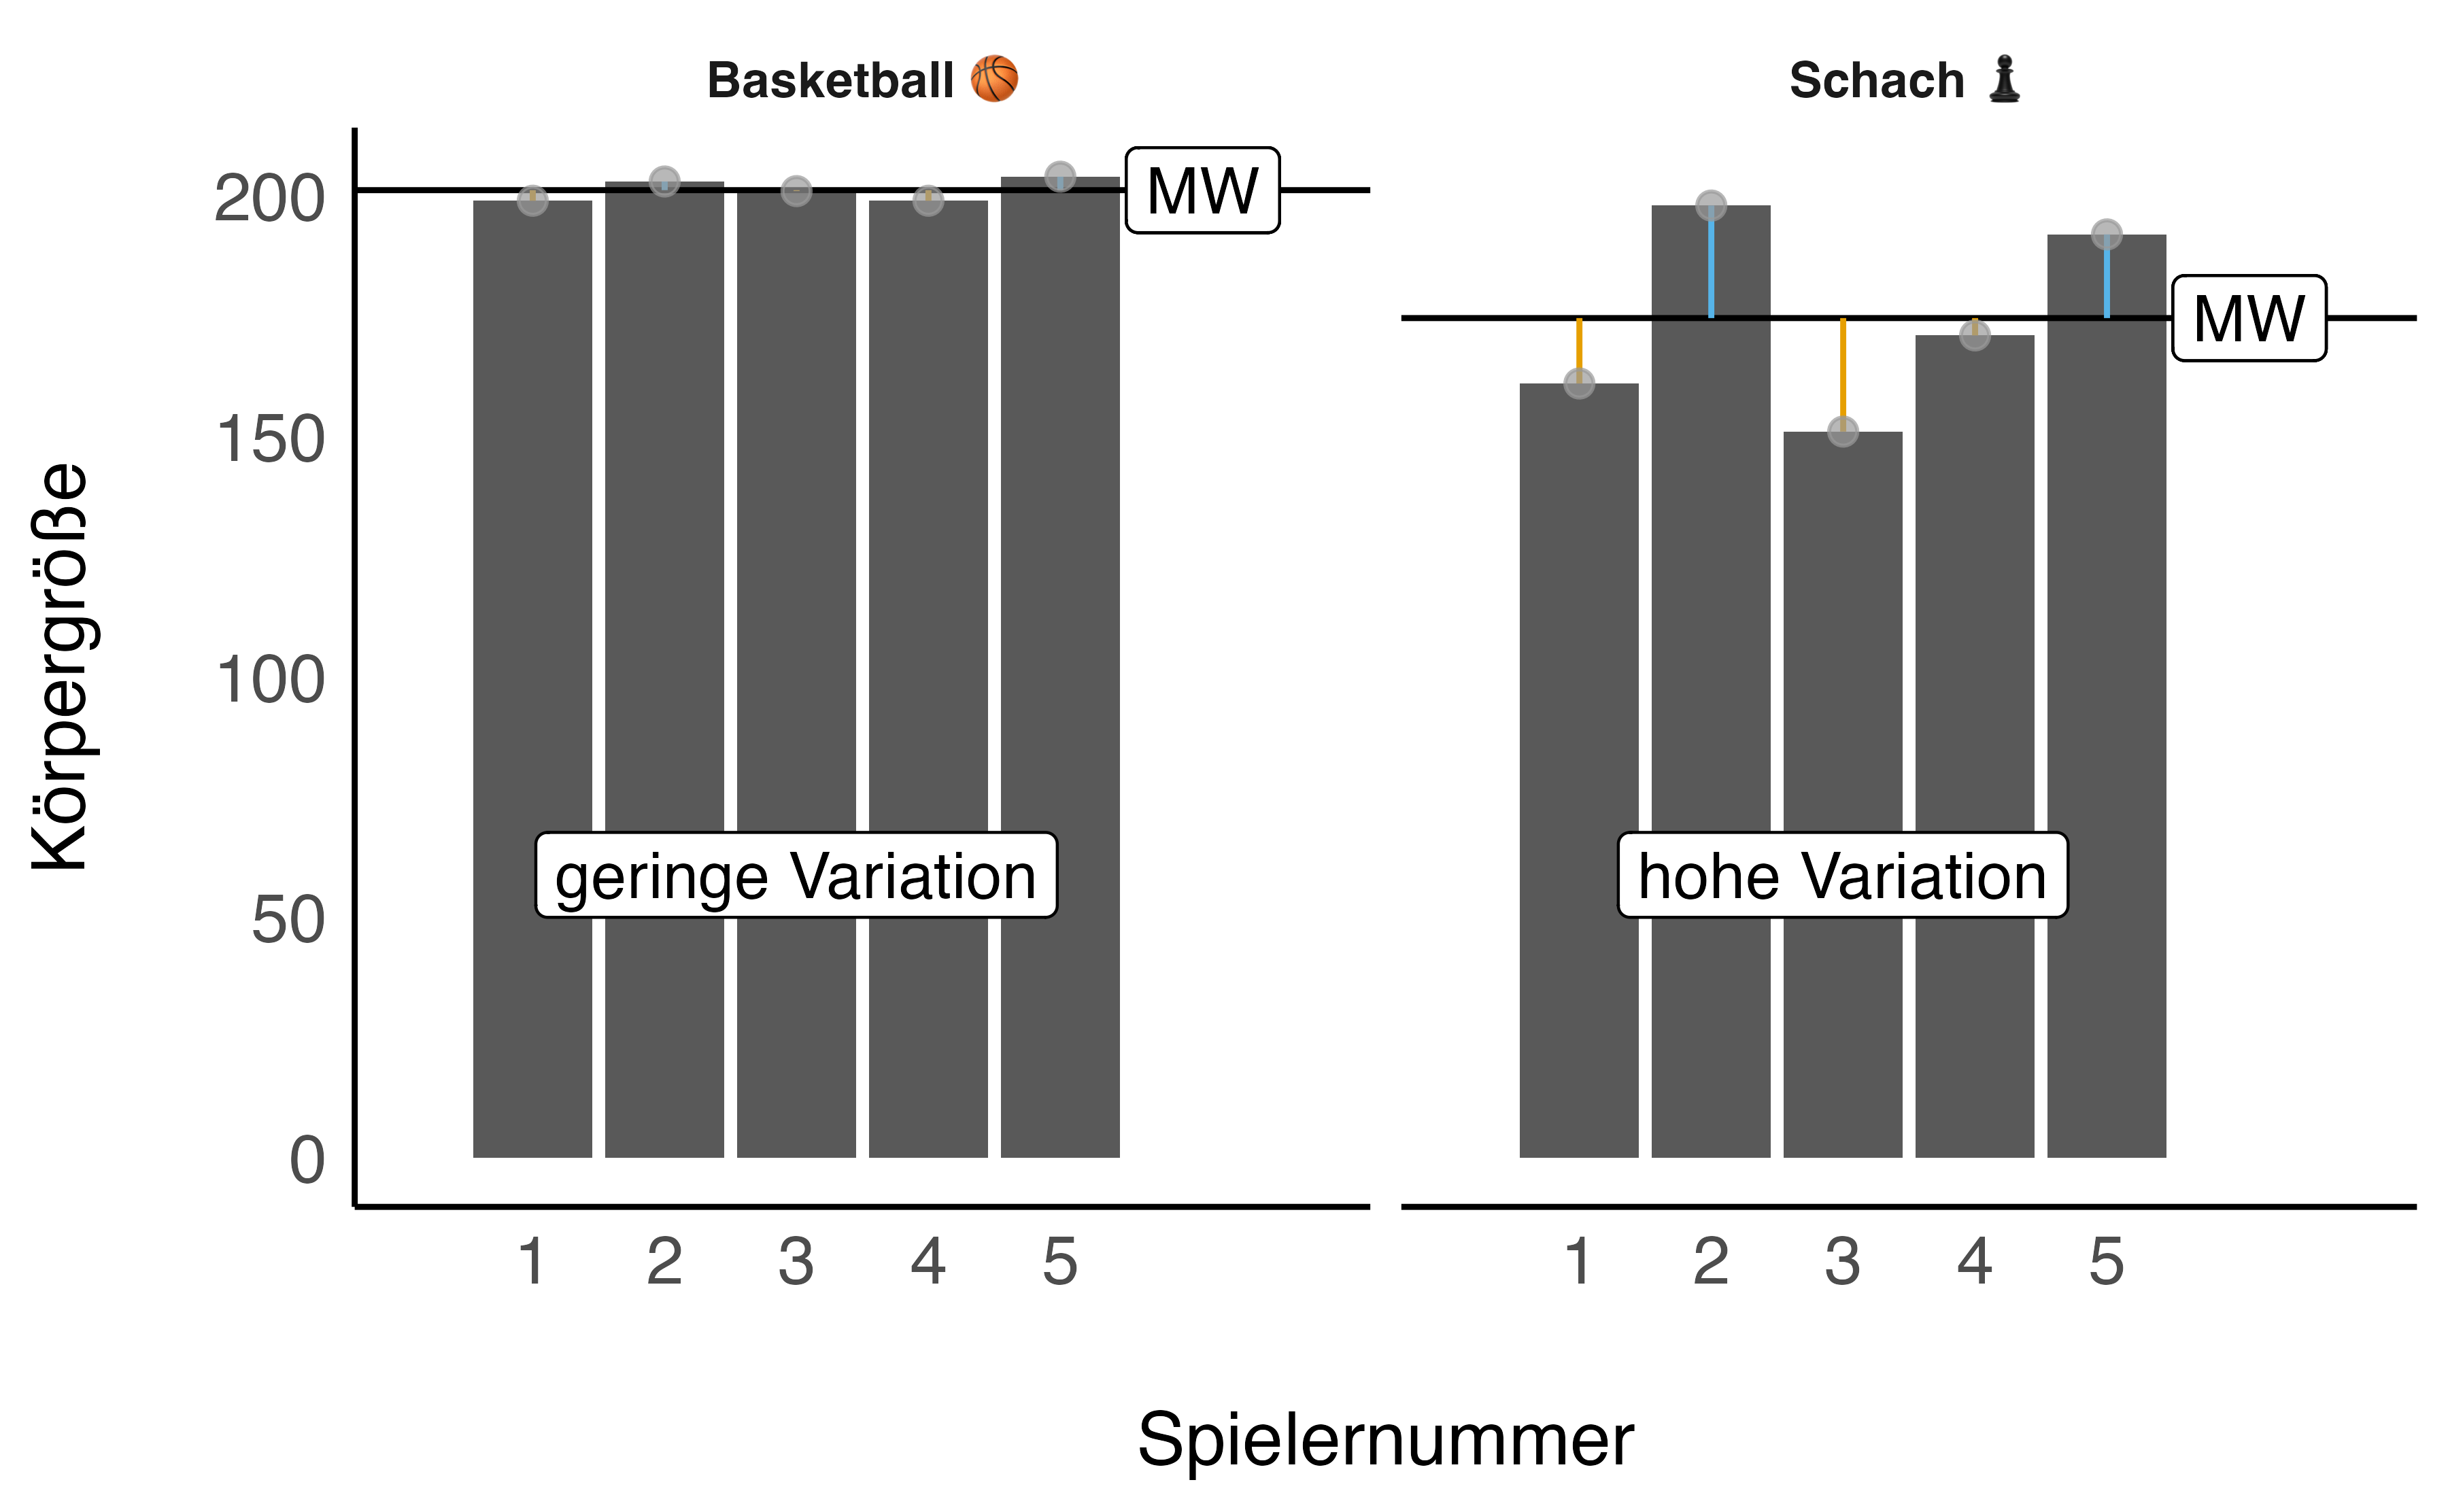 Basketball 🏀
Schach ♟
Körpergröße
200
150
100
50
0
MW
MW
geringe Variation
hohe Variation
1 2 3 4 5
1 2 3 4 5
Spielernummer